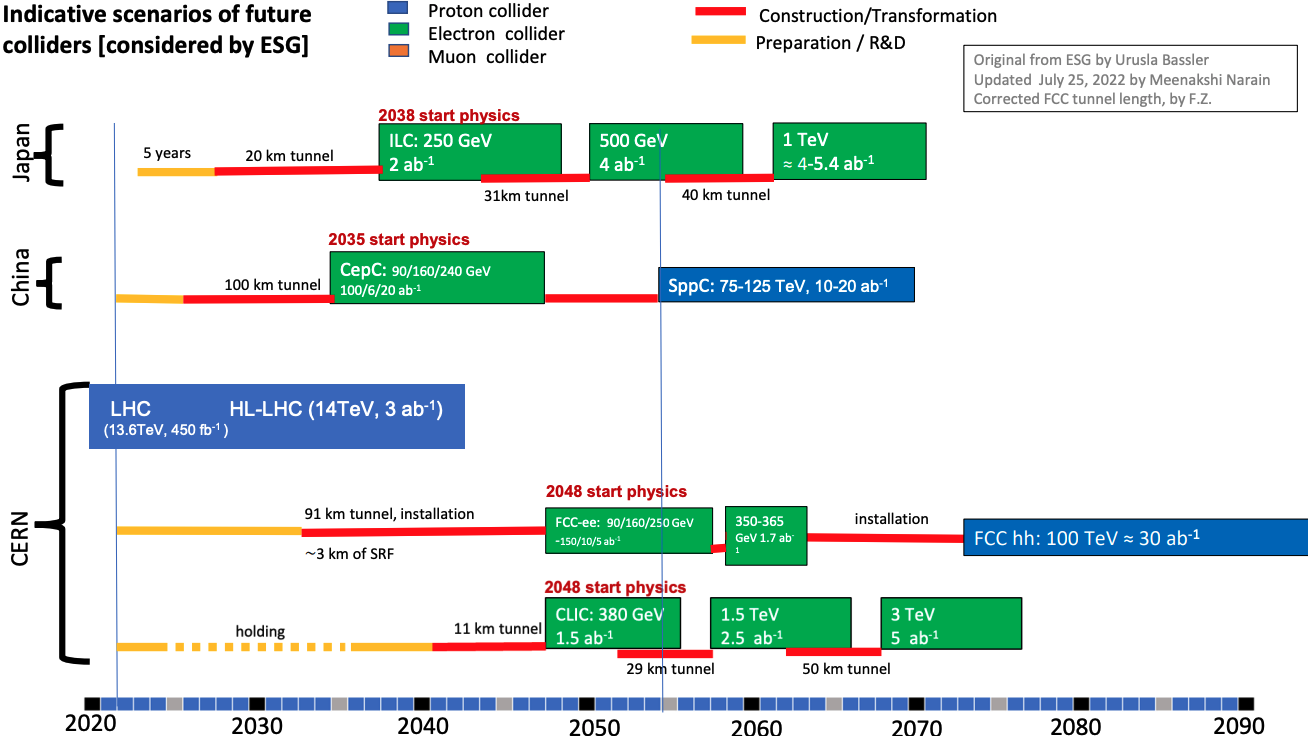 Indicative scenarios of future
colliders [considered by ESG]
Proton collider
Electron collider
Muon collider
Construction/Transformation
Preparation / R&D
Original from ESG by Urusla Bassler
Updated July 25, 2022 by Meenakshi Narain
Corrected FCC tunnel length, by F.Z.
Japan
5 years
20 km tunnel
2038 start physics
ILC: 250 GeV
2 ab⁻¹
31km tunnel
500 GeV
4 ab⁻¹
40 km tunnel
1 TeV
≈ 4-5.4 ab⁻¹
China
100 km tunnel
2035 start physics
CepC: 90/160/240 GeV
100/6/20 ab⁻¹
SppC: 75-125 TeV, 10-20 ab⁻¹
CERN
LHC
(13.6TeV, 450 fb⁻¹)
HL-LHC (14TeV, 3 ab⁻¹)
91 km tunnel, installation
~3 km of SRF
2048 start physics
FCC-ee: 90/160/250 GeV
~150/10/5 ab⁻¹
350-365
GeV 1.7 ab⁻
¹
installation
FCC hh: 100 TeV ≈ 30 ab⁻¹
holding
11 km tunnel
2048 start physics
CLIC: 380 GeV
1.5 ab⁻¹
29 km tunnel
1.5 TeV
2.5 ab⁻¹
50 km tunnel
3 TeV
5 ab⁻¹
2020 2030 2040 2050 2060 2070 2080 2090